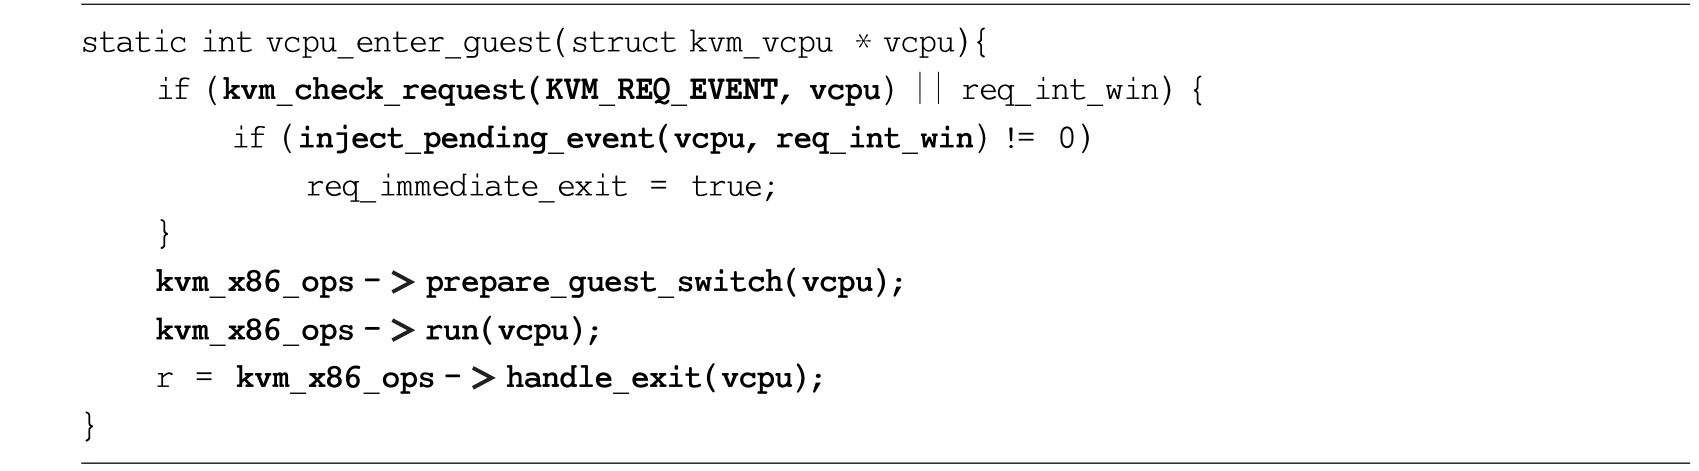 static int vcpu_enter_guest(struct kvm_vcpu * vcpu){
if (kvm_check_request(KVM_REQ_EVENT, vcpu) || req_int_win) {
if (inject_pending_event(vcpu, req_int_win) != 0)
req_immediate_exit = true;
}
kvm_x86_ops -> prepare_guest_switch(vcpu);
kvm_x86_ops -> run(vcpu);
r = kvm_x86_ops -> handle_exit(vcpu);
}